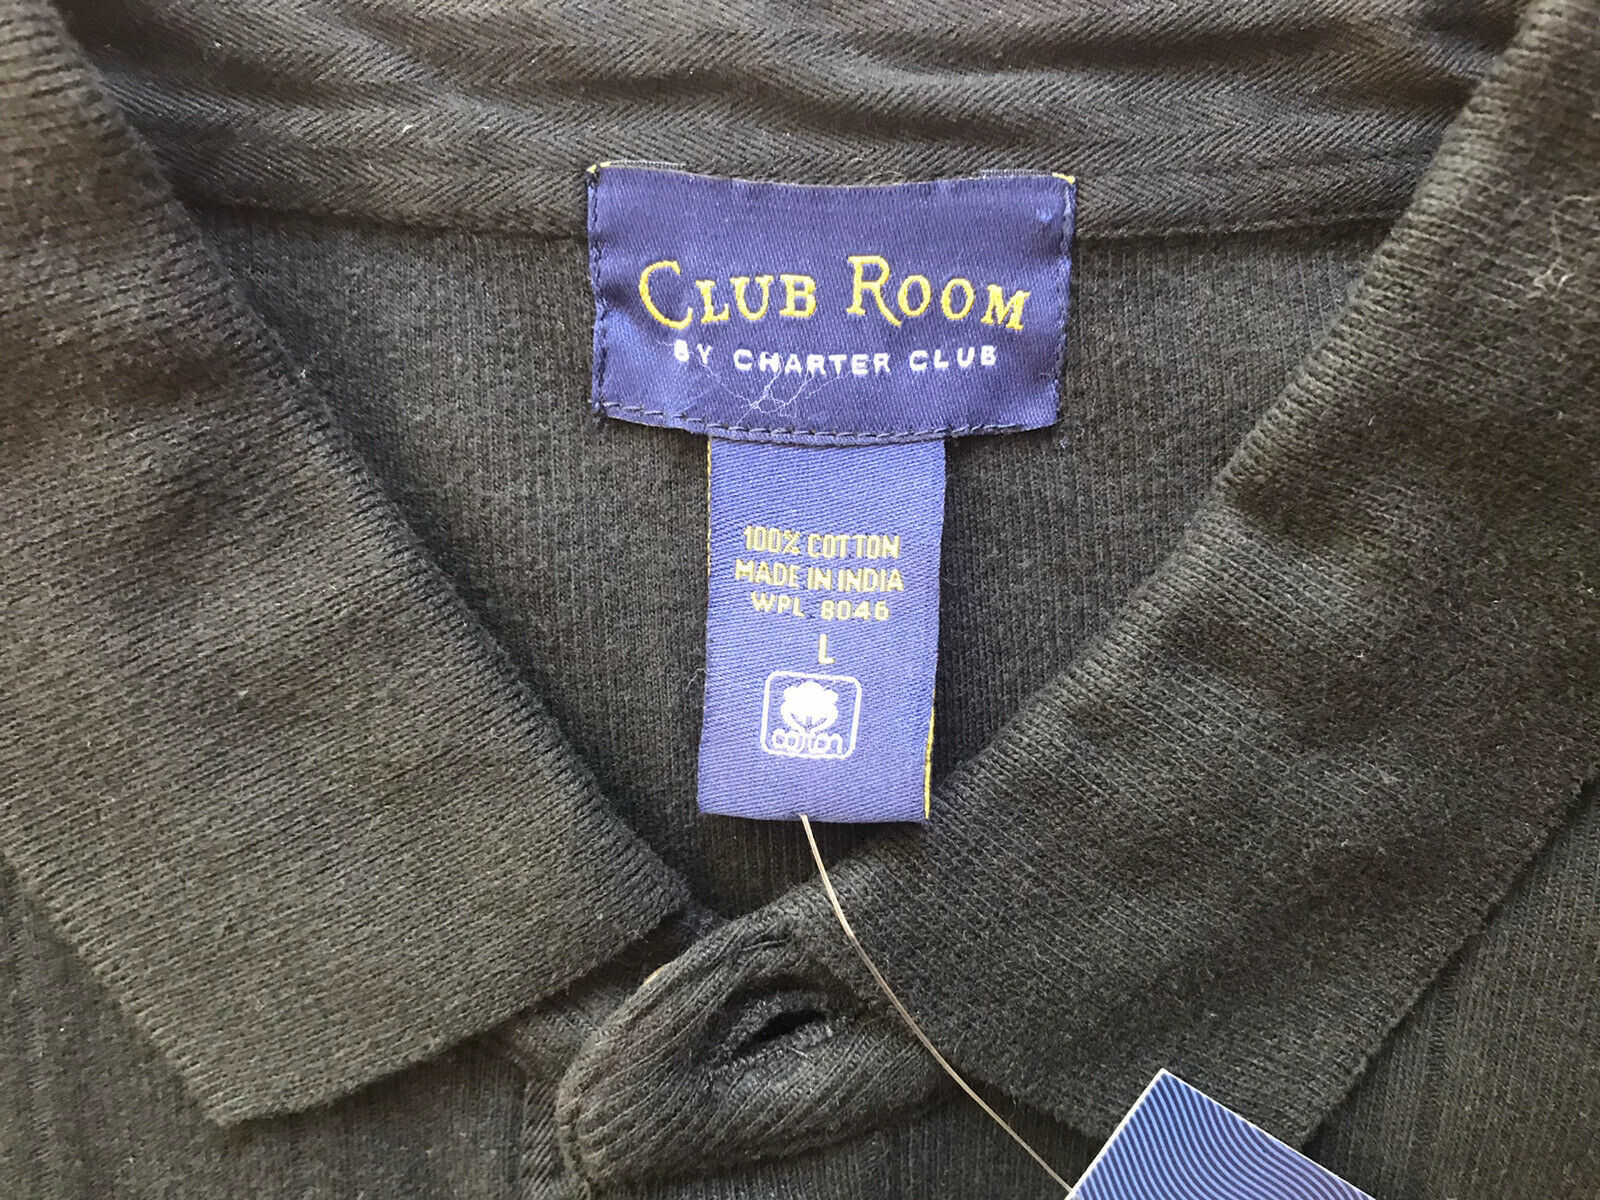 CLUB ROOM
BY CHARTER CLUB
100% COTTON
MADE IN INDIA
WPL 8046
L
cotton